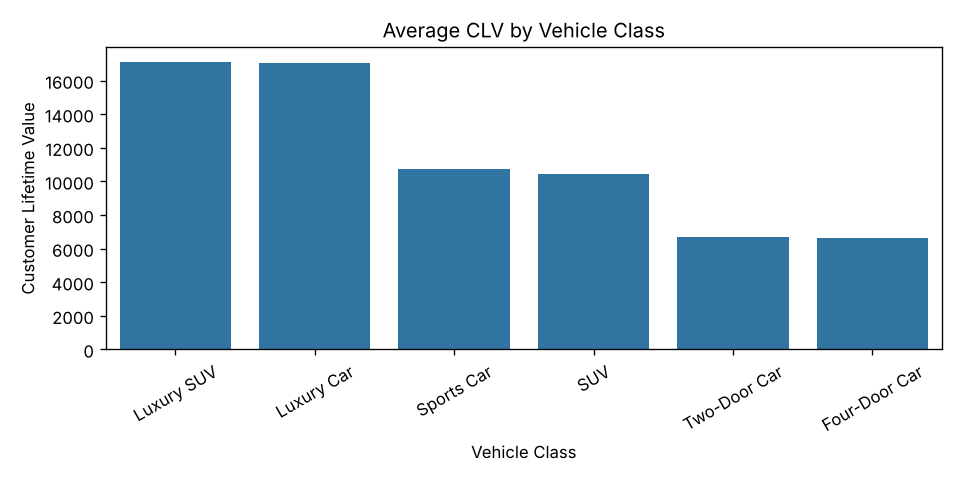 Average CLV by Vehicle Class
Customer Lifetime Value
16000
14000
12000
10000
8000
6000
4000
2000
0
Luxury SUV
Luxury Car
Sports Car
SUV
Two-Door Car
Four-Door Car
Vehicle Class